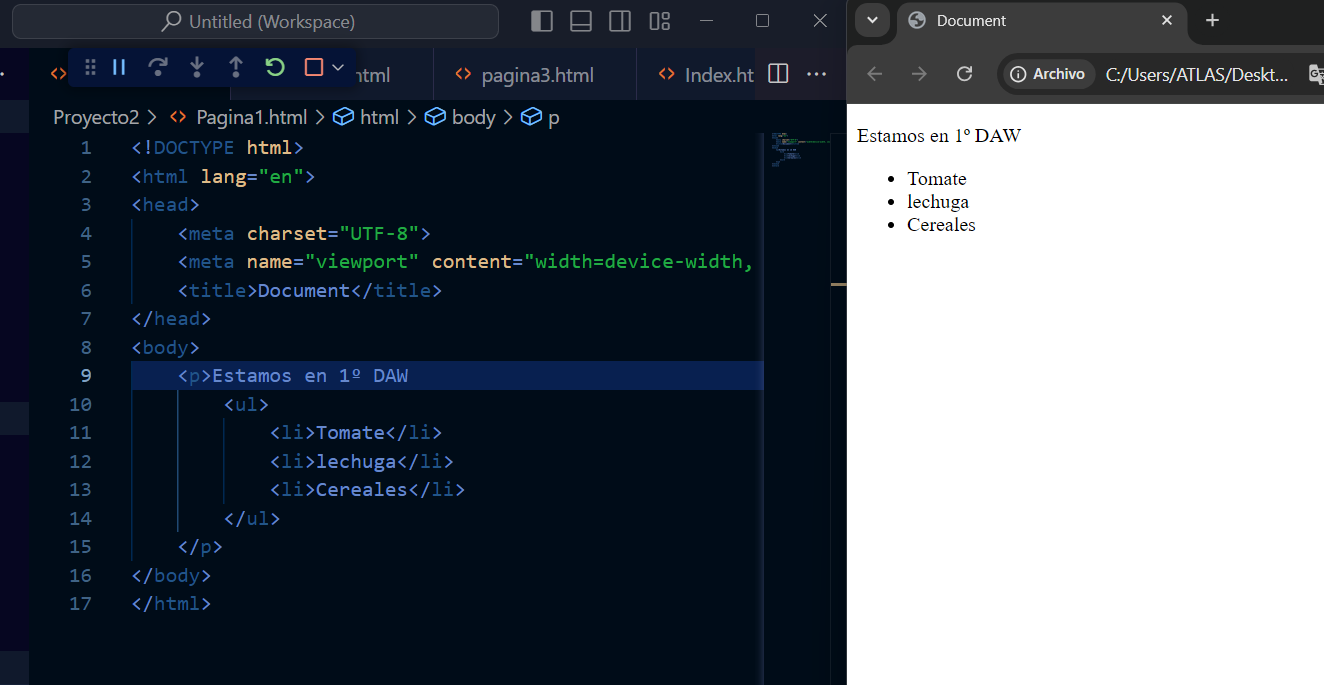 Untitled (Workspace)
html
pagina3.html
Index.ht
Proyecto2 > Pagina1.html > html > body > p
1 <!DOCTYPE html>
2 <html lang="en">
3 <head>
4 <meta charset="UTF-8">
5 <meta name="viewport" content="width=device-width,
6 <title>Document</title>
7 </head>
8 <body>
9 <p>Estamos en 1º DAW
10 <ul>
11 <li>Tomate</li>
12 <li>lechuga</li>
13 <li>Cereales</li>
14 </ul>
15 </p>
16 </body>
17 </html>
Document
Archivo C:/Users/ATLAS/Deskt...
Estamos en 1º DAW
• Tomate
• lechuga
• Cereales